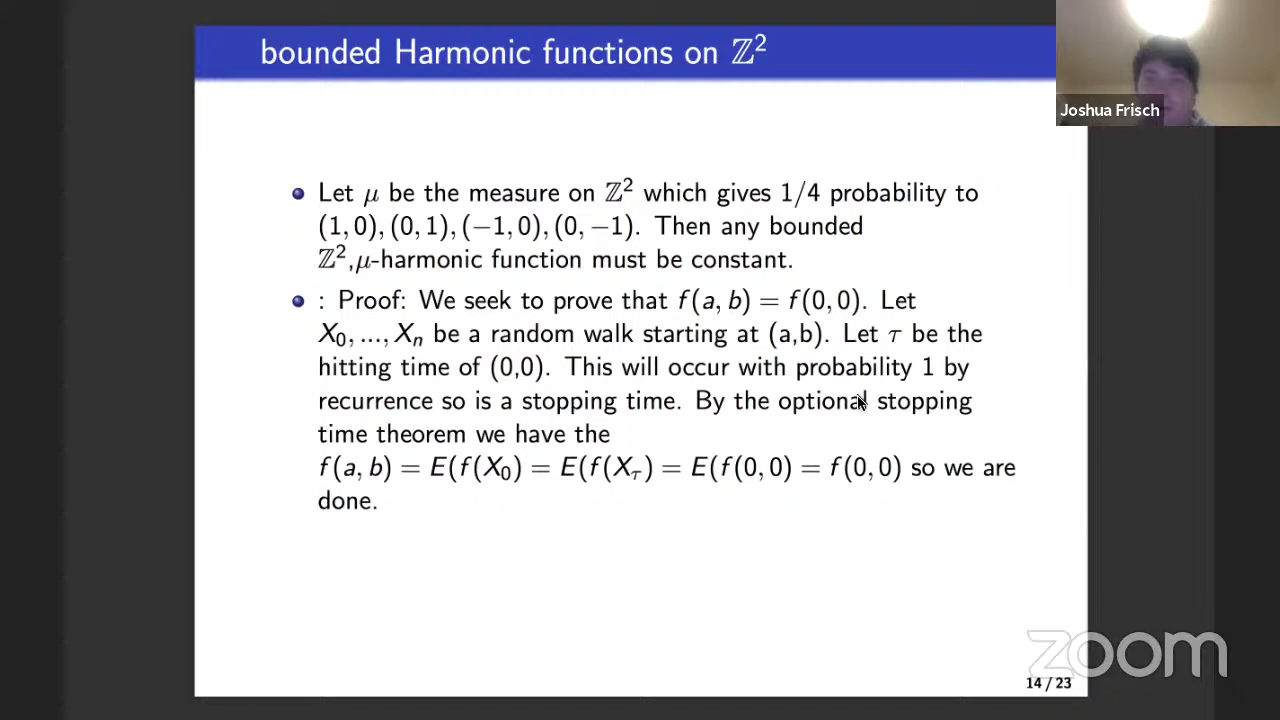 bounded Harmonic functions on ℤ²
Joshua Frisch
Let μ be the measure on ℤ² which gives 1/4 probability to
(1, 0), (0, 1), (−1, 0), (0, −1). Then any bounded
ℤ²,μ-harmonic function must be constant.
: Proof: We seek to prove that f(a, b) = f(0, 0). Let
X₀, ..., Xₙ be a random walk starting at (a,b). Let τ be the
hitting time of (0,0). This will occur with probability 1 by
recurrence so is a stopping time. By the optional stopping
time theorem we have the
f(a, b) = E(f(X₀) = E(f(X_τ) = E(f(0, 0) = f(0, 0) so we are
done.
zoom
14 / 23